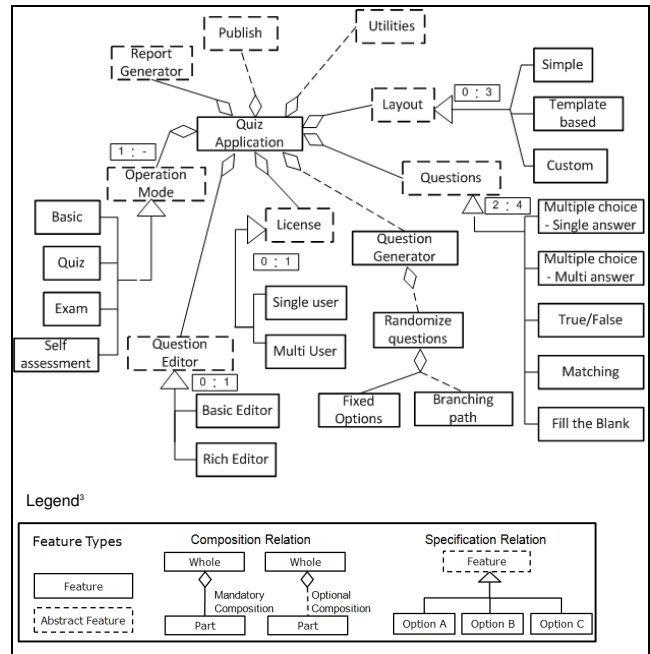 Publish
Utilities
Report
Generator
Simple
Layout
0 : 3
Template
based
Quiz
Application
Custom
1 : -
Operation
Mode
Questions
2 : 4
Multiple choice
- Single answer
Basic
License
Question
Generator
Multiple choice
- Multi answer
Quiz
0 : 1
Single user
Exam
Randomize
questions
True/False
Self
assessment
Question
Editor
Multi User
Matching
0 : 1
Basic Editor
Fixed
Options
Branching
path
Fill the Blank
Rich Editor
Legend³
Feature Types
Composition Relation
Specification Relation
Whole
Whole
Feature
Feature
Mandatory
Composition
Optional
Composition
Abstract Feature
Part
Part
Option A
Option B
Option C